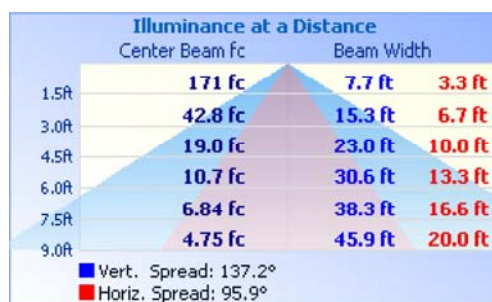 Illuminance at a Distance
Center Beam fc Beam Width
1.5ft 171 fc 7.7 ft 3.3 ft
3.0ft 42.8 fc 15.3 ft 6.7 ft
4.5ft 19.0 fc 23.0 ft 10.0 ft
6.0ft 10.7 fc 30.6 ft 13.3 ft
7.5ft 6.84 fc 38.3 ft 16.6 ft
9.0ft 4.75 fc 45.9 ft 20.0 ft
Vert. Spread: 137.2°
Horiz. Spread: 95.9°